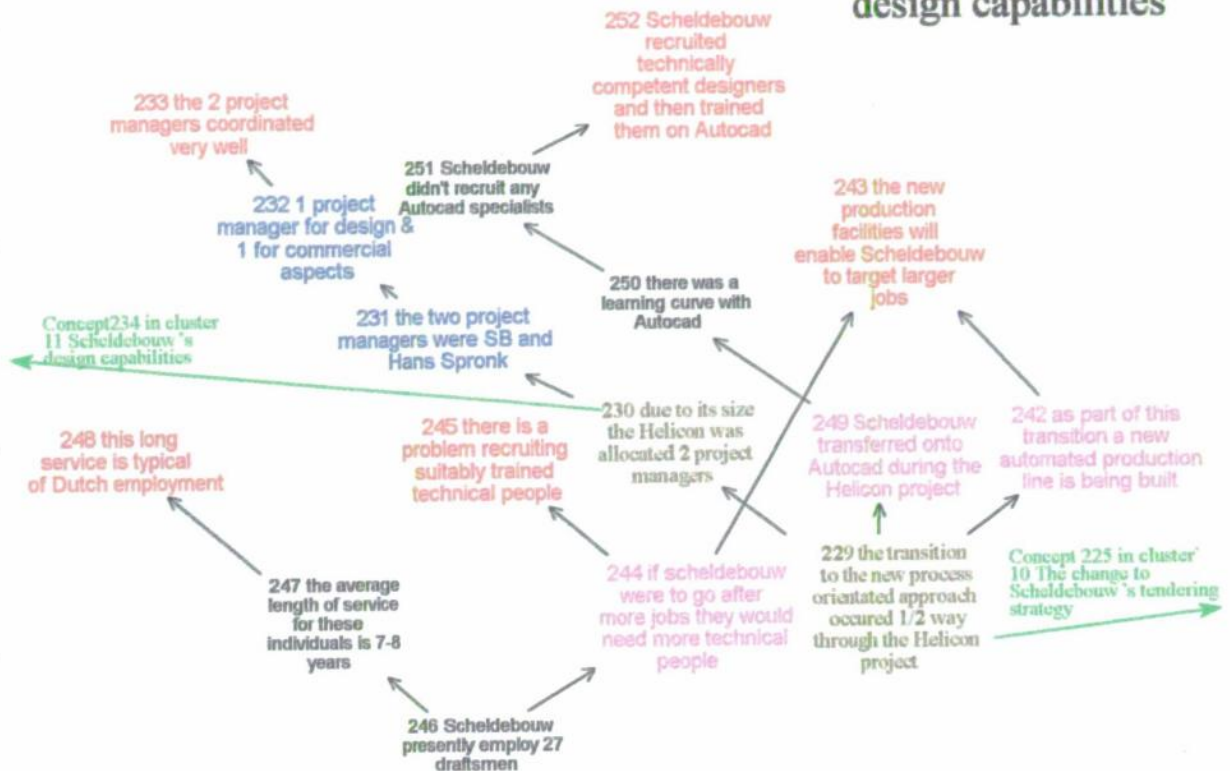 design capabilities
252 Scheldebouw
recruited
technically
competent designers
and then trained
them on Autocad
233 the 2 project
managers coordinated
very well
251 Scheldebouw
didn't recruit any
Autocad specialists
243 the new
production
facilities will
enable Scheldebouw
to target larger
jobs
232 1 project
manager for design &
1 for commercial
aspects
250 there was a
learning curve with
Autocad
231 the two project
managers were SB and
Hans Spronk
Concept234 in cluster
11 Scheldebouw 's
design capabilities
230 due to its size
the Helicon was
allocated 2 project
managers
249 Scheldebouw
transferred onto
Autocad during the
Helicon project
242 as part of this
transition a new
automated production
line is being built
245 there is a
problem recruiting
suitably trained
technical people
248 this long
service is typical
of Dutch employment
229 the transition
to the new process
orientated approach
occured 1/2 way
through the Helicon
project
Concept 225 in cluster
10 The change to
Scheldebouw 's tendering
strategy
244 if scheldebouw
were to go after
more jobs they would
need more technical
people
247 the average
length of service
for these
individuals is 7-8
years
246 Scheldebouw
presently employ 27
draftsmen